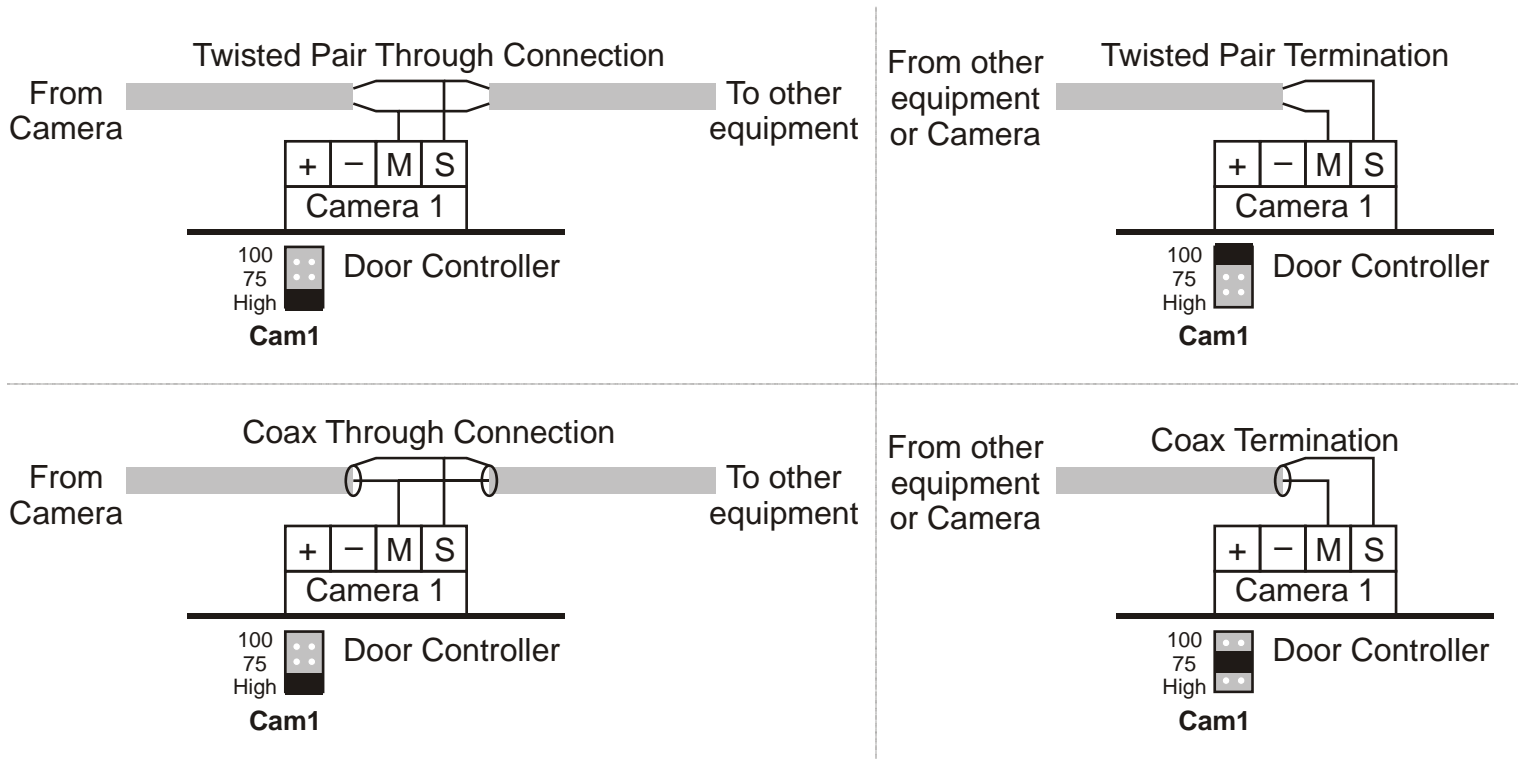 Twisted Pair Through Connection
From
Camera
To other
equipment
+ – M S
Camera 1
100
75
High
Door Controller
Cam1
Twisted Pair Termination
From other
equipment
or Camera
+ – M S
Camera 1
100
75
High
Door Controller
Cam1
Coax Through Connection
From
Camera
To other
equipment
+ – M S
Camera 1
100
75
High
Door Controller
Cam1
Coax Termination
From other
equipment
or Camera
+ – M S
Camera 1
100
75
High
Door Controller
Cam1